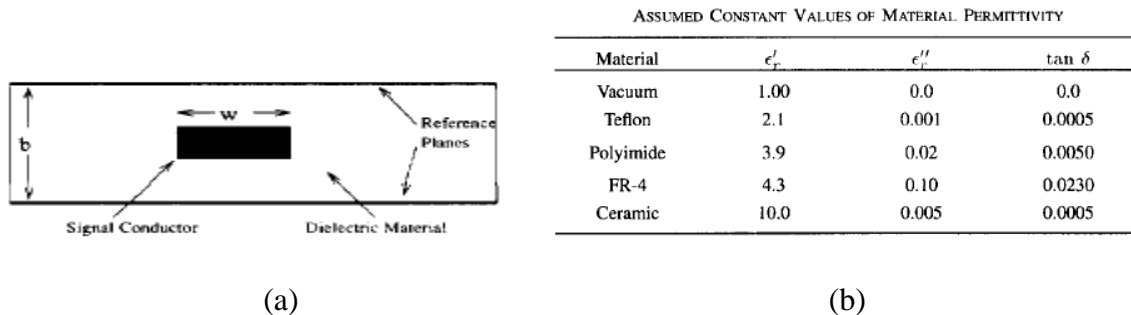 w
b
Reference
Planes
Signal Conductor
Dielectric Material
(a)
ASSUMED CONSTANT VALUES OF MATERIAL PERMITTIVITY
Material ϵ′r ϵ″r tan δ
Vacuum 1.00 0.0 0.0
Teflon 2.1 0.001 0.0005
Polyimide 3.9 0.02 0.0050
FR-4 4.3 0.10 0.0230
Ceramic 10.0 0.005 0.0005
(b)